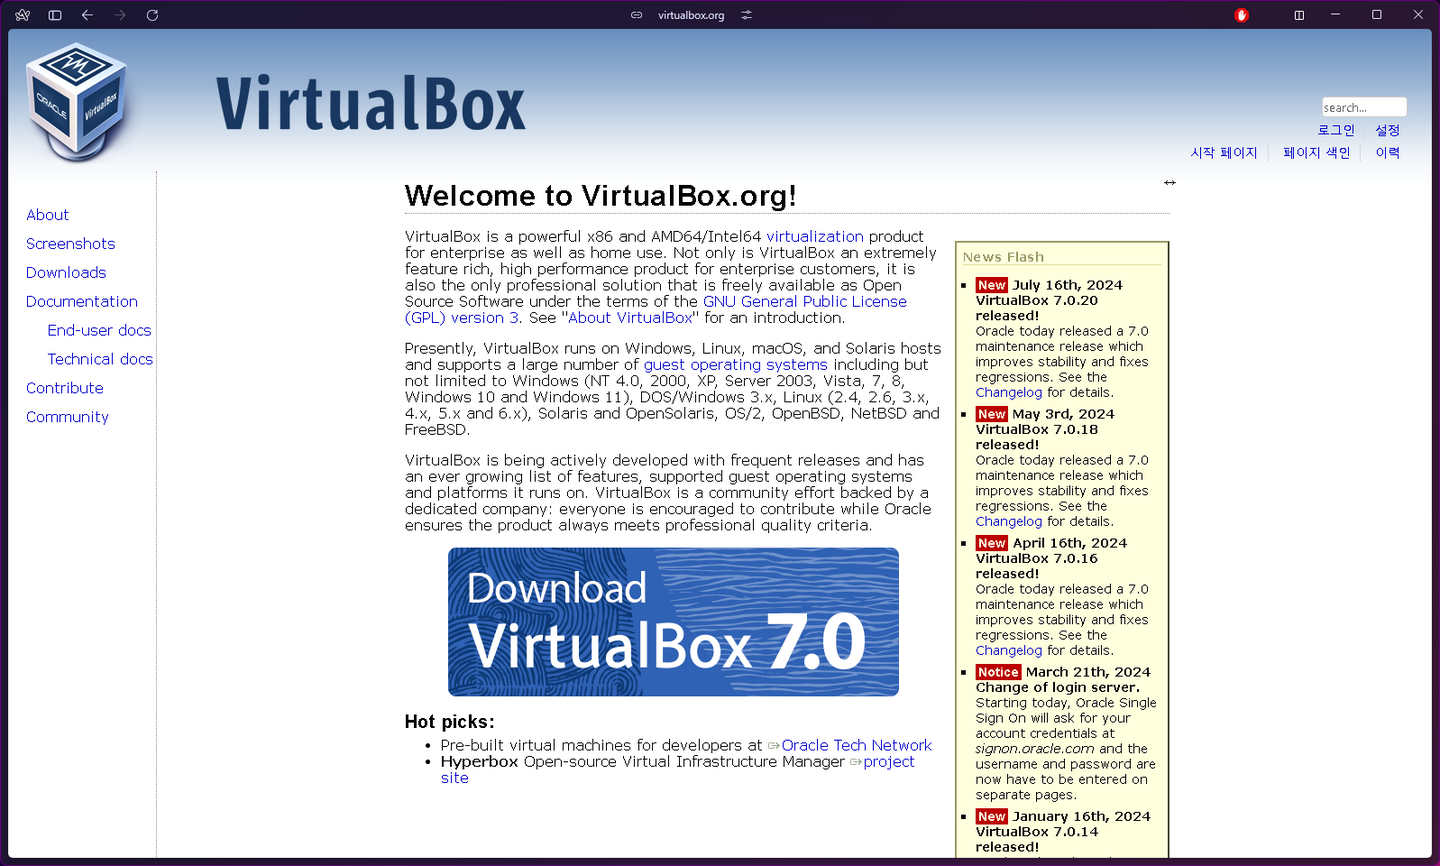 virtualbox.org
ORACLE
VirtualBox
VirtualBox
search...
로그인
설정
시작 페이지
페이지 색인
이력
About
Screenshots
Downloads
Documentation
End-user docs
Technical docs
Contribute
Community
Welcome to VirtualBox.org!
VirtualBox is a powerful x86 and AMD64/Intel64 virtualization product
for enterprise as well as home use. Not only is VirtualBox an extremely
feature rich, high performance product for enterprise customers, it is
also the only professional solution that is freely available as Open
Source Software under the terms of the GNU General Public License
(GPL) version 3. See "About VirtualBox" for an introduction.
Presently, VirtualBox runs on Windows, Linux, macOS, and Solaris hosts
and supports a large number of guest operating systems including but
not limited to Windows (NT 4.0, 2000, XP, Server 2003, Vista, 7, 8,
Windows 10 and Windows 11), DOS/Windows 3.x, Linux (2.4, 2.6, 3.x,
4.x, 5.x and 6.x), Solaris and OpenSolaris, OS/2, OpenBSD, NetBSD and
FreeBSD.
VirtualBox is being actively developed with frequent releases and has
an ever growing list of features, supported guest operating systems
and platforms it runs on. VirtualBox is a community effort backed by a
dedicated company: everyone is encouraged to contribute while Oracle
ensures the product always meets professional quality criteria.
Download
VirtualBox 7.0
Hot picks:
Pre-built virtual machines for developers at Oracle Tech Network
Hyperbox Open-source Virtual Infrastructure Manager project
site
News Flash
New July 16th, 2024
VirtualBox 7.0.20
released!
Oracle today released a 7.0
maintenance release which
improves stability and fixes
regressions. See the
Changelog for details.
New May 3rd, 2024
VirtualBox 7.0.18
released!
Oracle today released a 7.0
maintenance release which
improves stability and fixes
regressions. See the
Changelog for details.
New April 16th, 2024
VirtualBox 7.0.16
released!
Oracle today released a 7.0
maintenance release which
improves stability and fixes
regressions. See the
Changelog for details.
Notice March 21th, 2024
Change of login server.
Starting today, Oracle Single
Sign On will ask for your
account credentials at
signon.oracle.com and the
username and password are
now have to be entered on
separate pages.
New January 16th, 2024
VirtualBox 7.0.14
released!